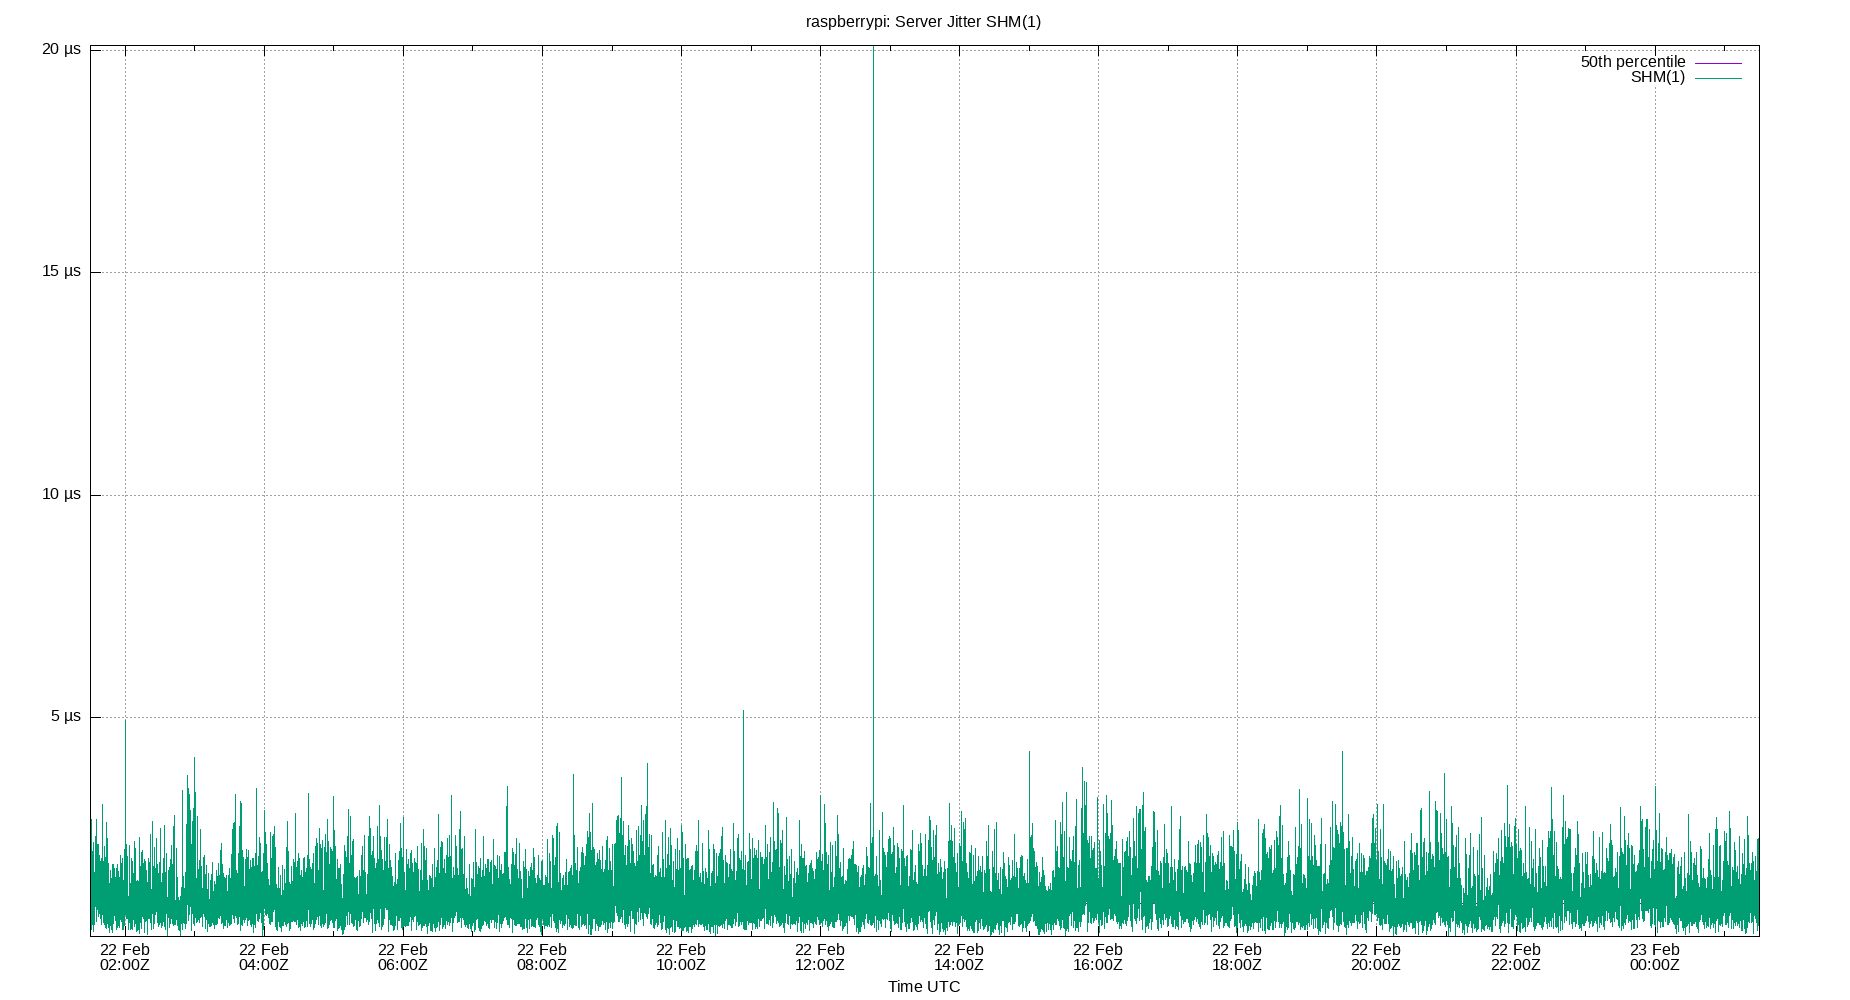 raspberrypi: Server Jitter SHM(1)
20 µs
50th percentile
SHM(1)
15 µs
10 µs
5 µs
22 Feb 22 Feb 22 Feb 22 Feb 22 Feb 22 Feb 22 Feb 22 Feb 22 Feb 22 Feb 22 Feb 23 Feb
02:00Z 04:00Z 06:00Z 08:00Z 10:00Z 12:00Z 14:00Z 16:00Z 18:00Z 20:00Z 22:00Z 00:00Z
Time UTC